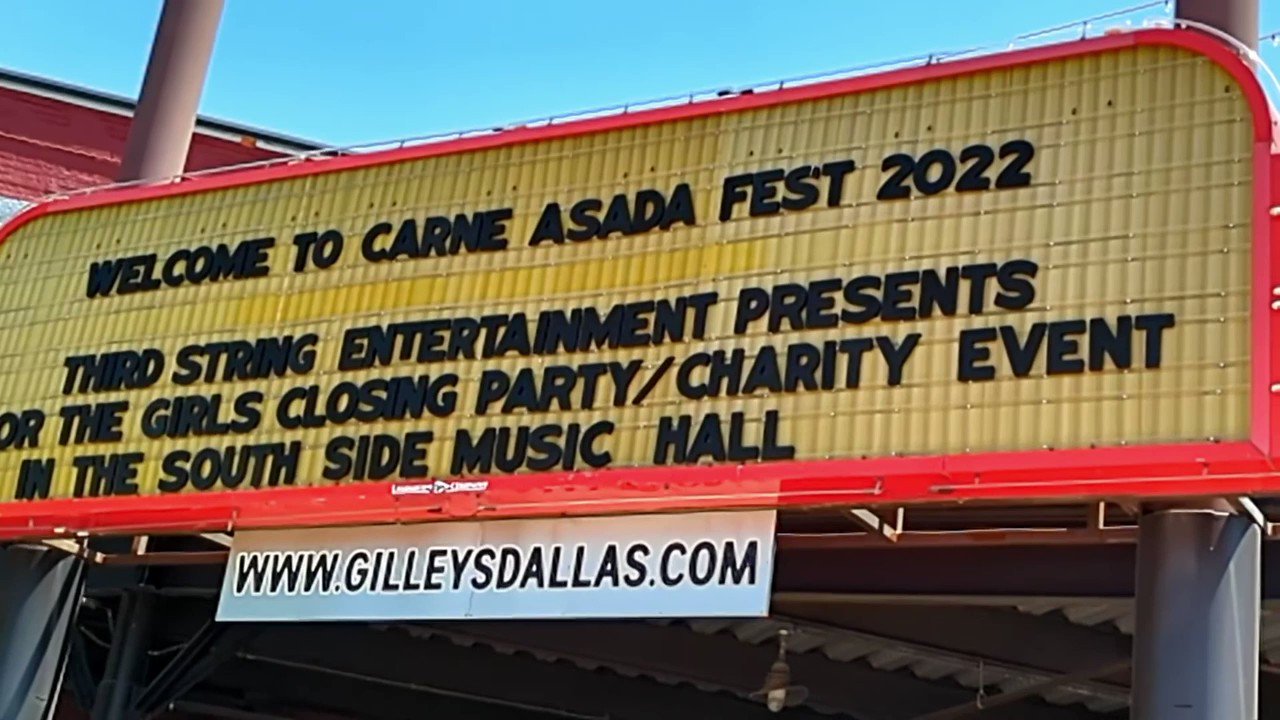 WELCOME TO CARNE ASADA FEST 2022
THIRD STRING ENTERTAINMENT PRESENTS
OR THE GIRLS CLOSING PARTY/CHARITY EVENT
IN THE SOUTH SIDE MUSIC HALL
WWW.GILLEYSDALLAS.COM